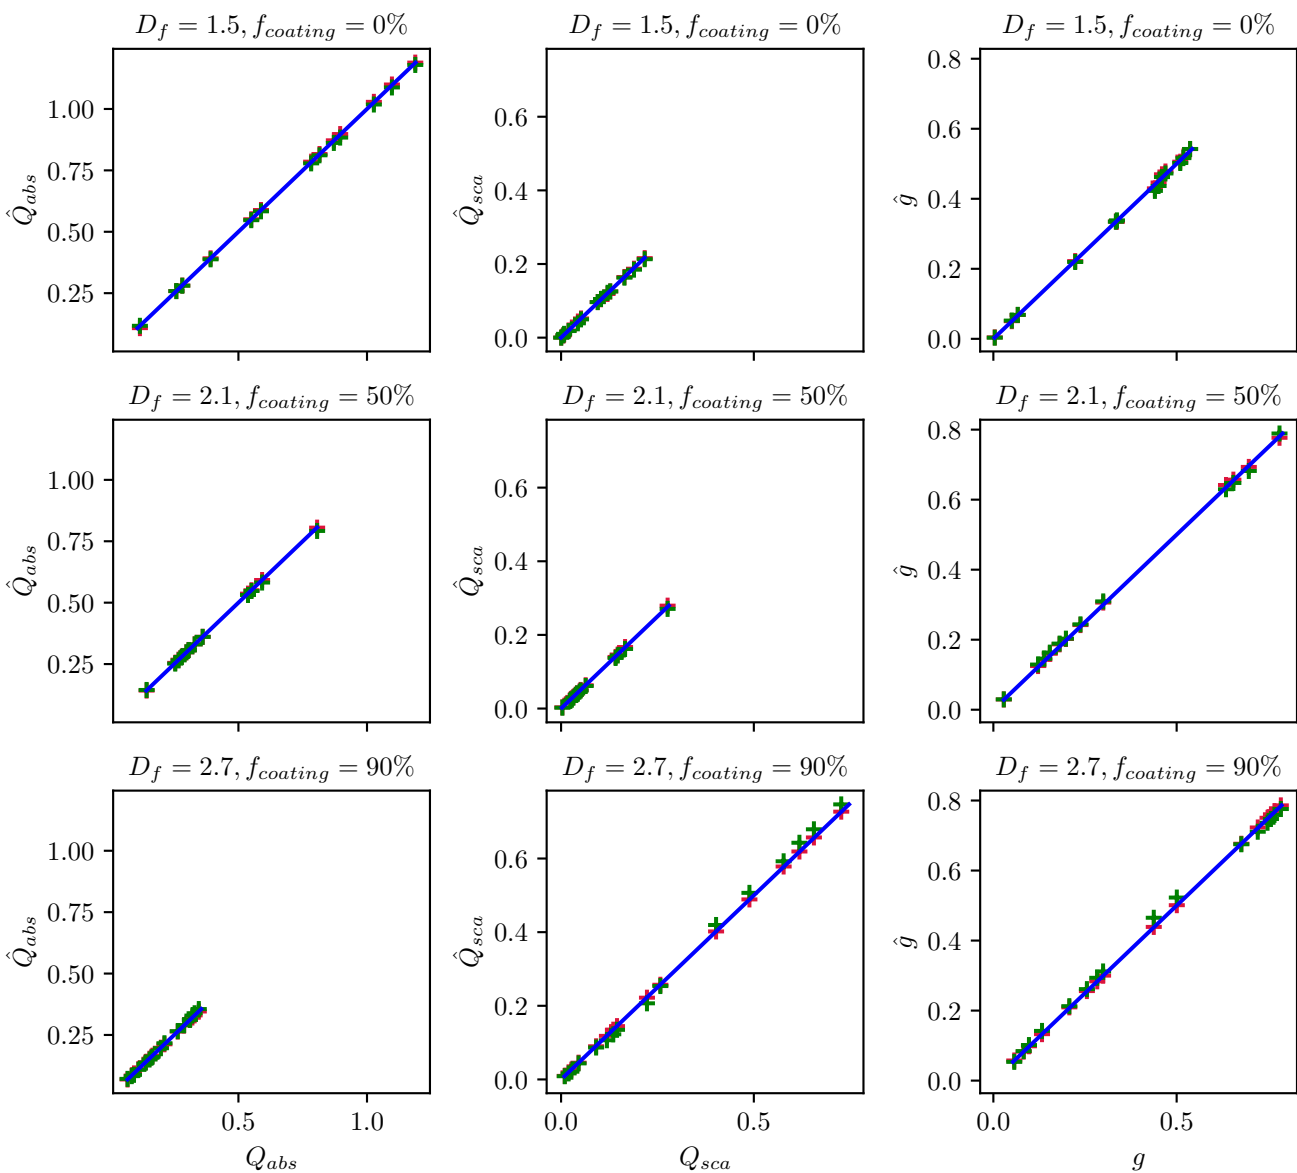 D_f = 1.5, f_coating = 0% D_f = 1.5, f_coating = 0% D_f = 1.5, f_coating = 0%
Q̂_abs
1.00
0.75
0.50
0.25
0.5 1.0
Q̂_sca
0.6
0.4
0.2
0.0
ĝ
0.8
0.6
0.4
0.2
0.0
D_f = 2.1, f_coating = 50% D_f = 2.1, f_coating = 50% D_f = 2.1, f_coating = 50%
Q̂_abs
1.00
0.75
0.50
0.25
Q̂_sca
0.6
0.4
0.2
0.0
ĝ
0.8
0.6
0.4
0.2
0.0
D_f = 2.7, f_coating = 90% D_f = 2.7, f_coating = 90% D_f = 2.7, f_coating = 90%
Q̂_abs
1.00
0.75
0.50
0.25
Q̂_sca
0.6
0.4
0.2
0.0
ĝ
0.8
0.6
0.4
0.2
0.0
0.5 1.0 0.0 0.5 0.0 0.5
Q_abs Q_sca g